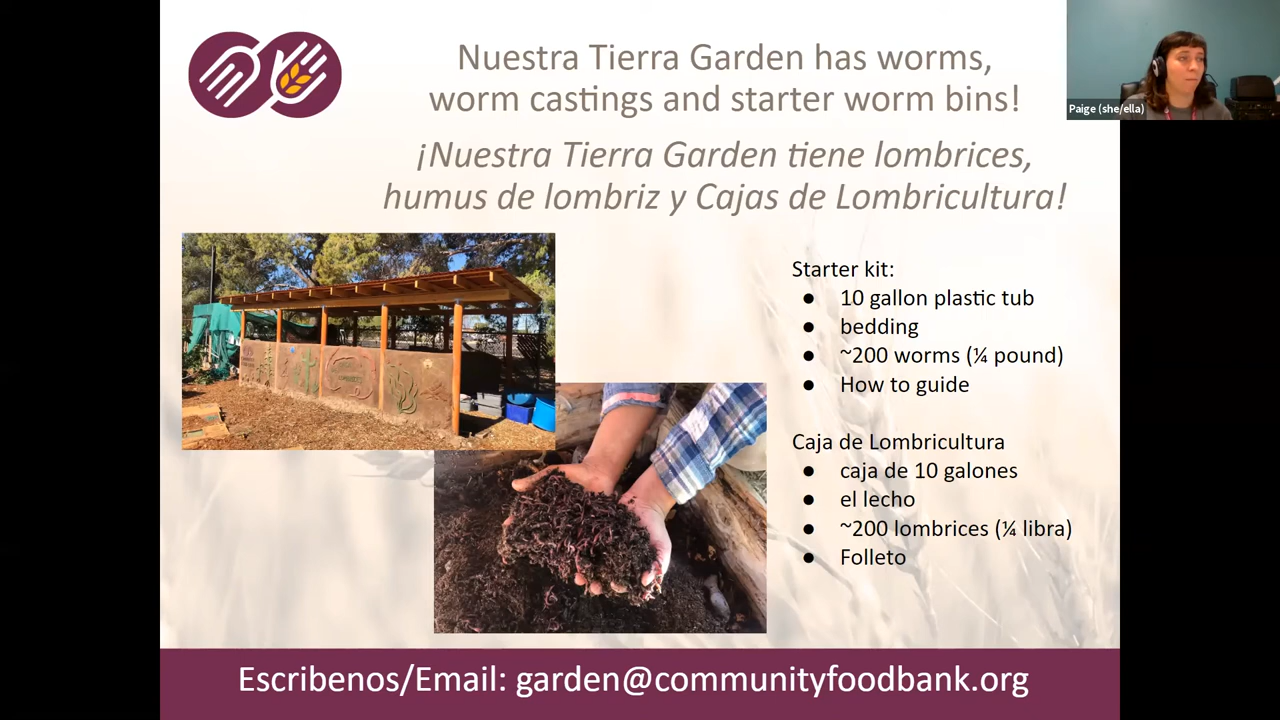 Nuestra Tierra Garden has worms,
worm castings and starter worm bins!
¡Nuestra Tierra Garden tiene lombrices,
humus de lombriz y Cajas de Lombricultura!
Paige (she/ella)
Starter kit:
● 10 gallon plastic tub
● bedding
● ~200 worms (¼ pound)
● How to guide
Caja de Lombricultura
● caja de 10 galones
● el lecho
● ~200 lombrices (¼ libra)
● Folleto
Escribenos/Email: garden@communityfoodbank.org